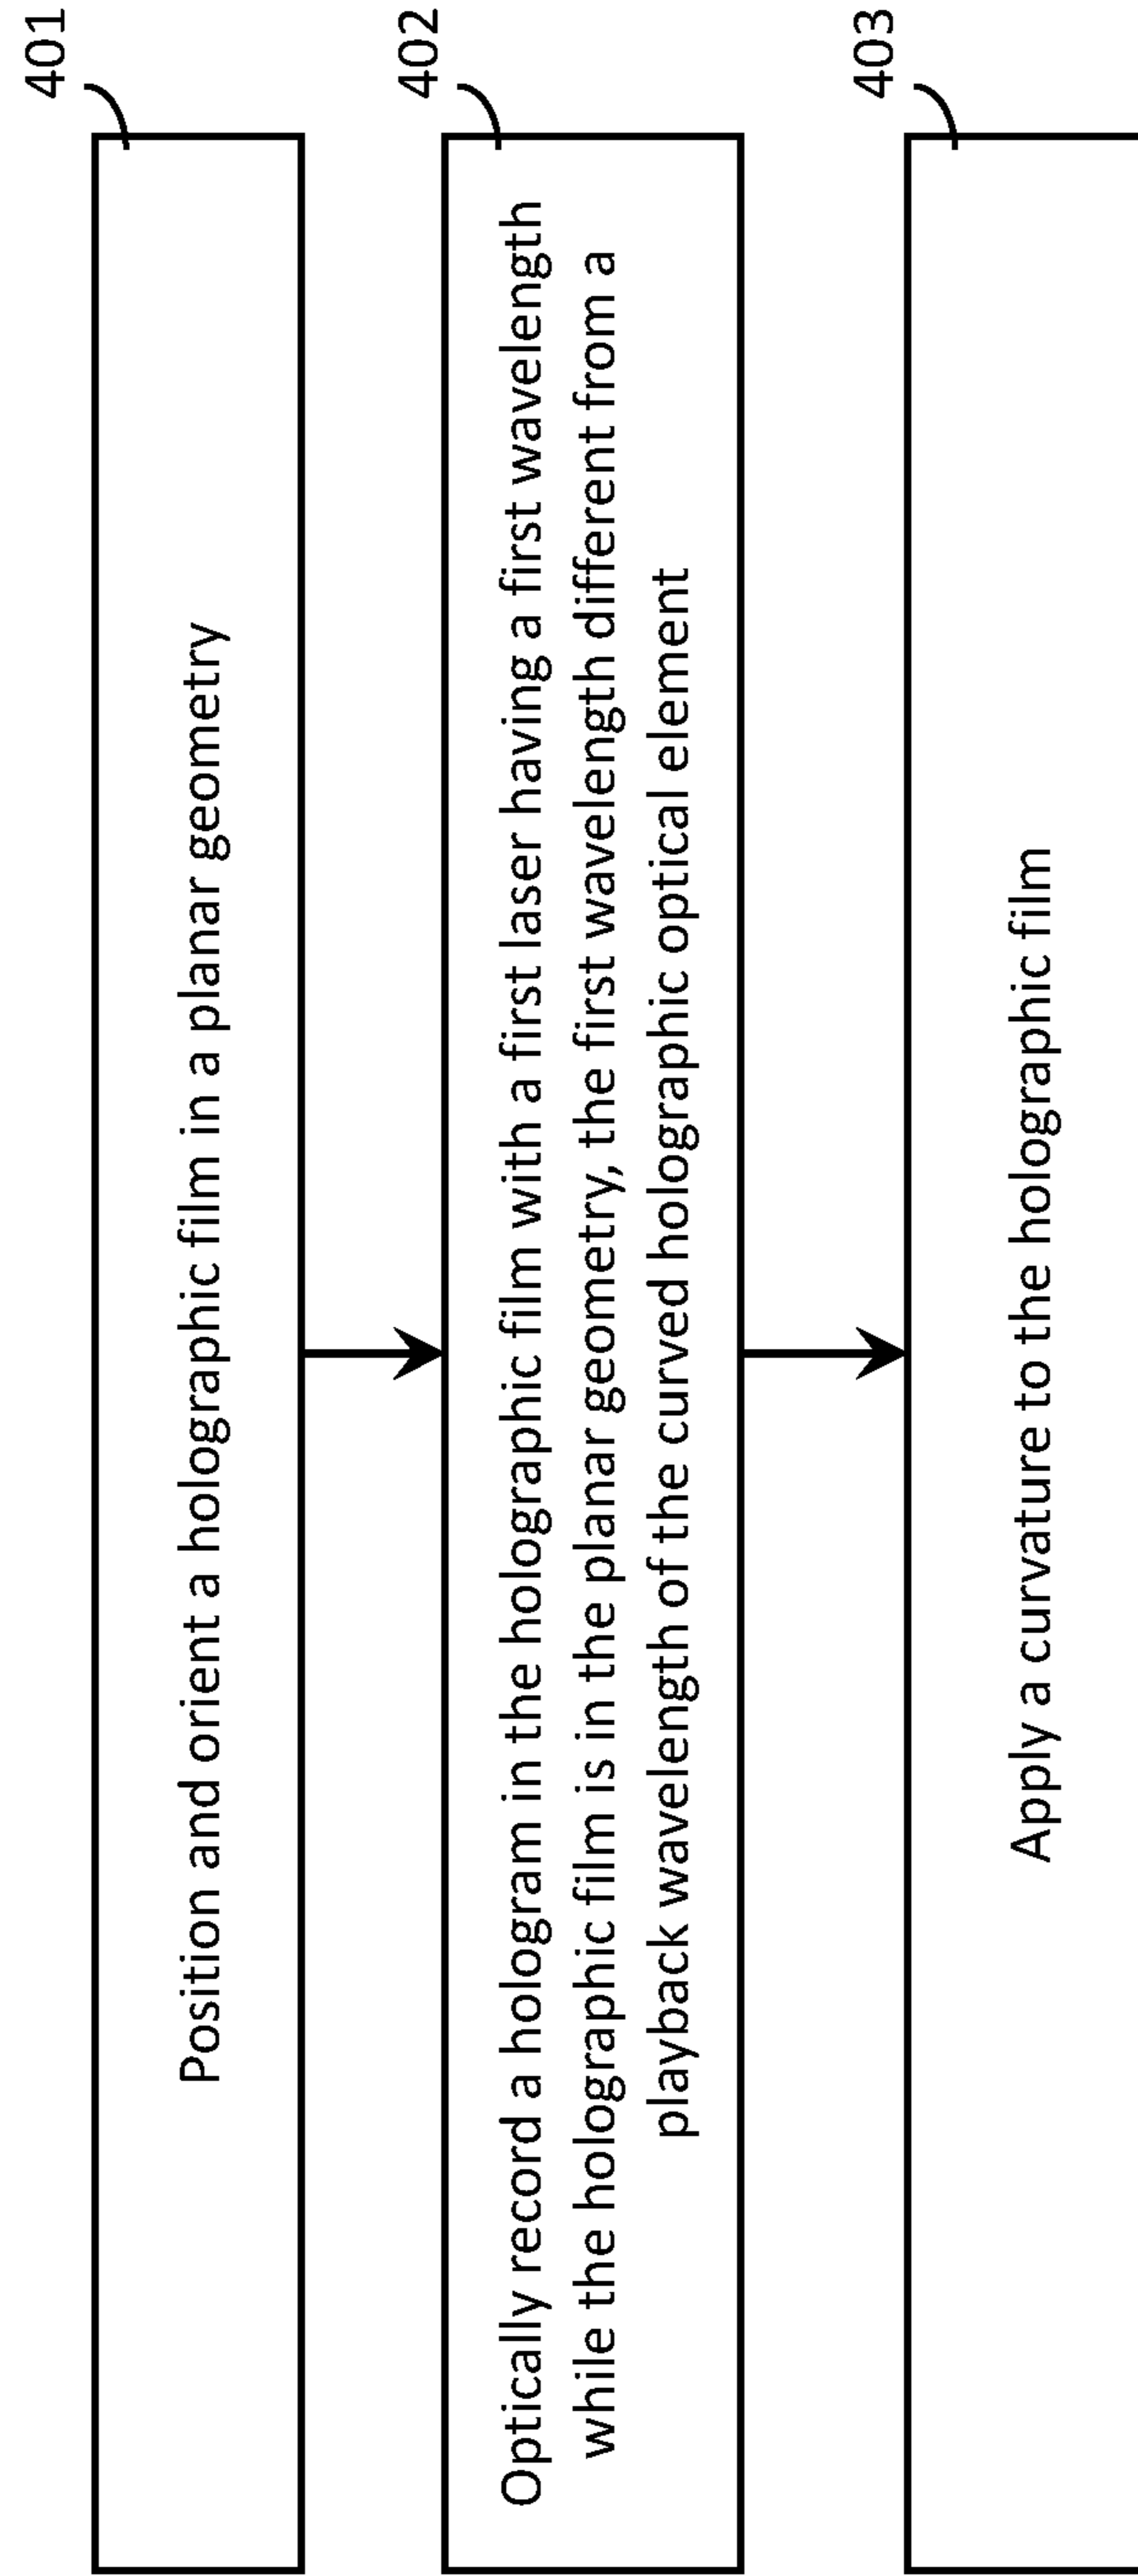 401
Position and orient a holographic film in a planar geometry
402
Optically record a hologram in the holographic film with a first laser having a first wavelength
while the holographic film is in the planar geometry, the first wavelength different from a
playback wavelength of the curved holographic optical element
403
Apply a curvature to the holographic film